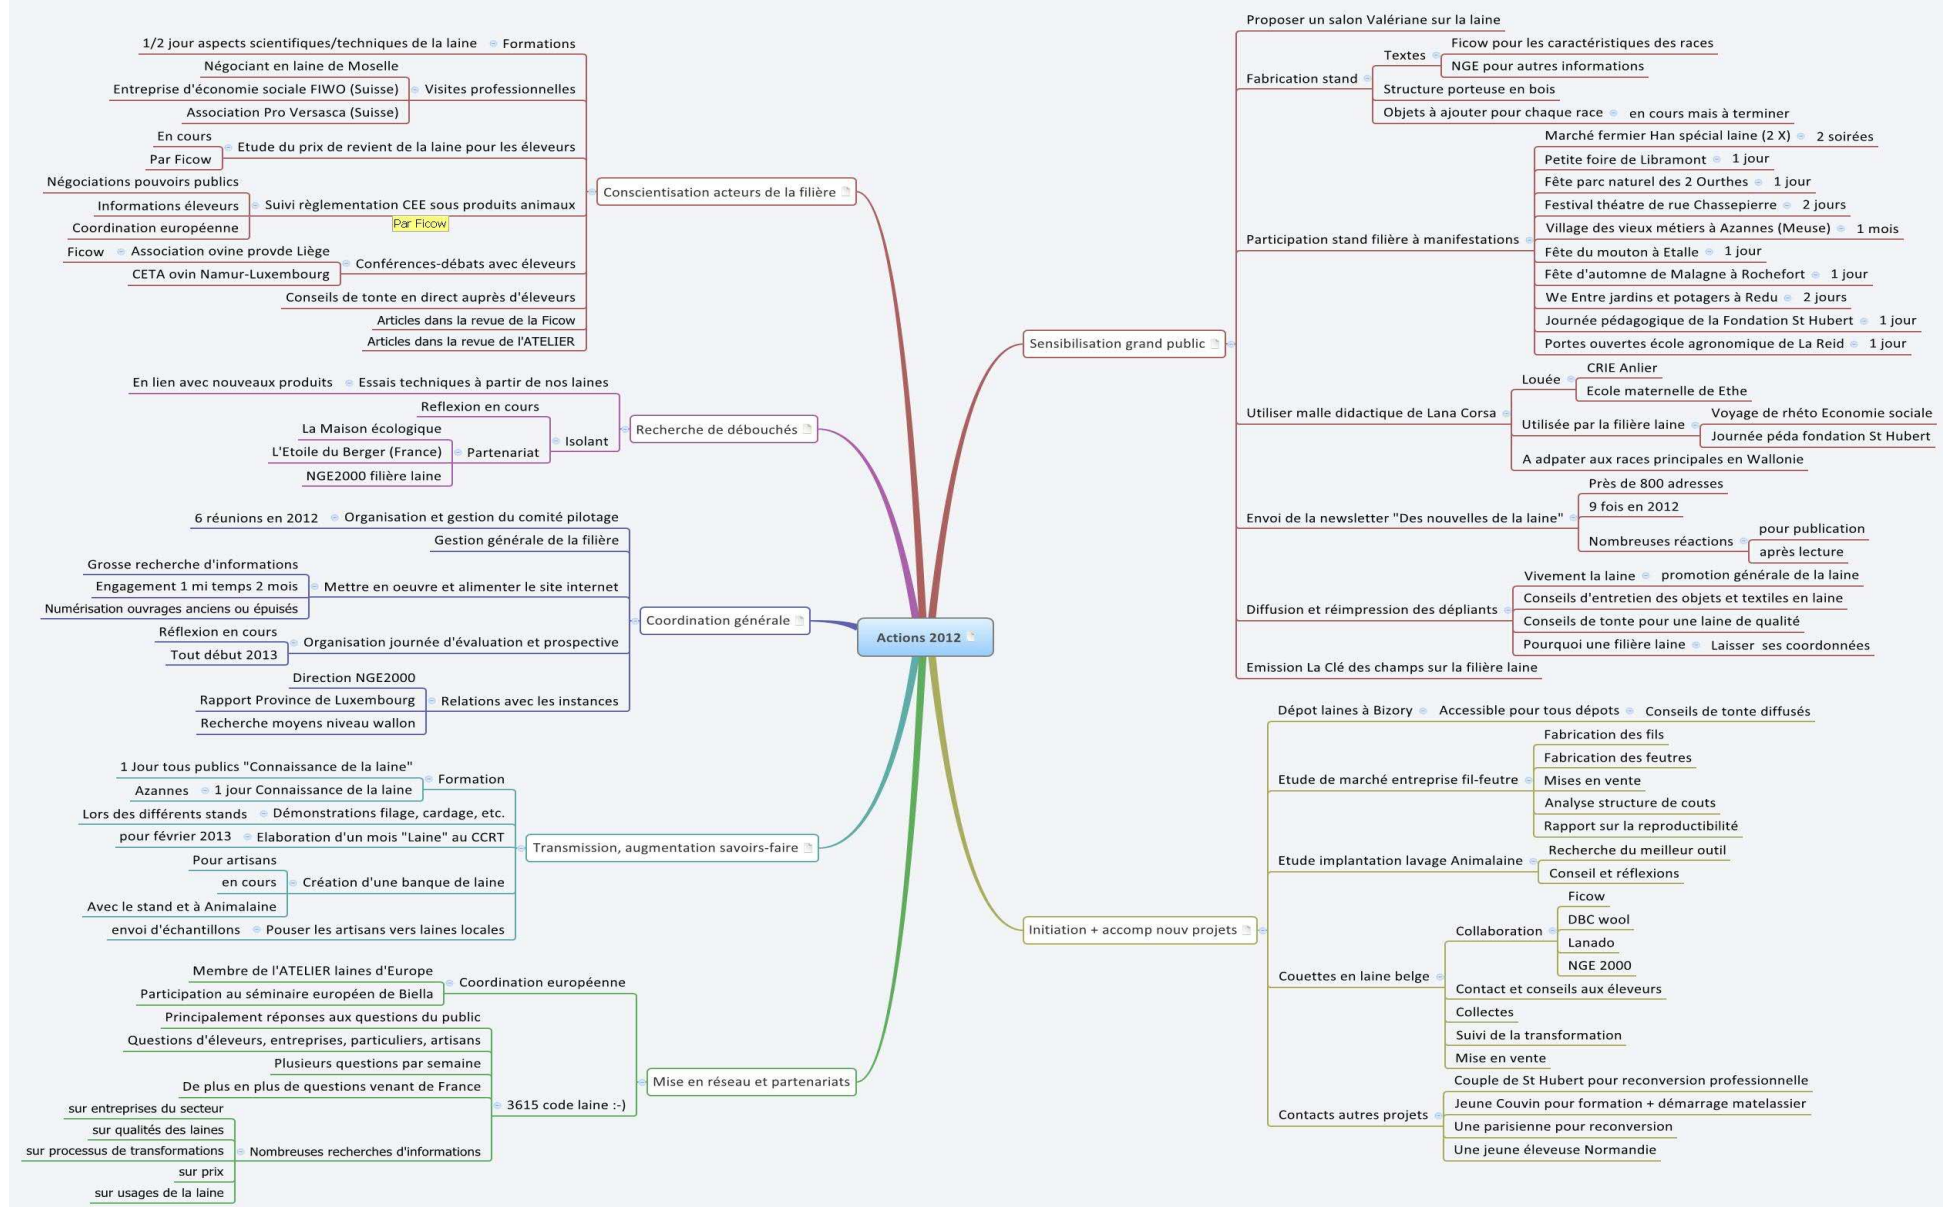 Actions 2012
Conscientisation acteurs de la filière
Formations
1/2 jour aspects scientifiques/techniques de la laine
Visites professionnelles
Négociant en laine de Moselle
Entreprise d'économie sociale FIWO (Suisse)
Association Pro Versasca (Suisse)
Etude du prix de revient de la laine pour les éleveurs
En cours
Par Ficow
Suivi règlementation CEE sous produits animaux
Par Ficow
Négociations pouvoirs publics
Informations éleveurs
Coordination européenne
Conférences-débats avec éleveurs
Association ovine provde Liège
Ficow
CETA ovin Namur-Luxembourg
Conseils de tonte en direct auprès d'éleveurs
Articles dans la revue de la Ficow
Articles dans la revue de l'ATELIER
Recherche de débouchés
Essais techniques à partir de nos laines
En lien avec nouveaux produits
Isolant
Reflexion en cours
Partenariat
La Maison écologique
L'Etoile du Berger (France)
NGE2000 filière laine
Coordination générale
Organisation et gestion du comité pilotage
6 réunions en 2012
Gestion générale de la filière
Mettre en oeuvre et alimenter le site internet
Grosse recherche d'informations
Engagement 1 mi temps 2 mois
Numérisation ouvrages anciens ou épuisés
Organisation journée d'évaluation et prospective
Réflexion en cours
Tout début 2013
Relations avec les instances
Direction NGE2000
Rapport Province de Luxembourg
Recherche moyens niveau wallon
Transmission, augmentation savoirs-faire
Formation
1 Jour tous publics "Connaissance de la laine"
1 jour Connaissance de la laine
Azannes
Démonstrations filage, cardage, etc.
Lors des différents stands
Elaboration d'un mois "Laine" au CCRT
pour février 2013
Création d'une banque de laine
Pour artisans
en cours
Avec le stand et à Animalaine
Pouser les artisans vers laines locales
envoi d'échantillons
Mise en réseau et partenariats
Coordination européenne
Membre de l'ATELIER laines d'Europe
Participation au séminaire européen de Biella
3615 code laine :-)
Principalement réponses aux questions du public
Questions d'éleveurs, entreprises, particuliers, artisans
Plusieurs questions par semaine
De plus en plus de questions venant de France
Nombreuses recherches d'informations
sur entreprises du secteur
sur qualités des laines
sur processus de transformations
sur prix
sur usages de la laine
Sensibilisation grand public
Proposer un salon Valériane sur la laine
Fabrication stand
Textes
Ficow pour les caractéristiques des races
NGE pour autres informations
Structure porteuse en bois
Objets à ajouter pour chaque race
en cours mais à terminer
Participation stand filière à manifestations
Marché fermier Han spécial laine (2 X)
2 soirées
Petite foire de Libramont
1 jour
Fête parc naturel des 2 Ourthes
1 jour
Festival théatre de rue Chassepierre
2 jours
Village des vieux métiers à Azannes (Meuse)
1 mois
Fête du mouton à Etalle
1 jour
Fête d'automne de Malagne à Rochefort
1 jour
We Entre jardins et potagers à Redu
2 jours
Journée pédagogique de la Fondation St Hubert
1 jour
Portes ouvertes école agronomique de La Reid
1 jour
Utiliser malle didactique de Lana Corsa
Louée
CRIE Anlier
Ecole maternelle de Ethe
Utilisée par la filière laine
Voyage de rhéto Economie sociale
Journée péda fondation St Hubert
A adpater aux races principales en Wallonie
Envoi de la newsletter "Des nouvelles de la laine"
Près de 800 adresses
9 fois en 2012
Nombreuses réactions
pour publication
après lecture
Diffusion et réimpression des dépliants
Vivement la laine
promotion générale de la laine
Conseils d'entretien des objets et textiles en laine
Conseils de tonte pour une laine de qualité
Pourquoi une filière laine
Laisser ses coordonnées
Emission La Clé des champs sur la filière laine
Initiation + accomp nouv projets
Dépot laines à Bizory
Accessible pour tous dépots
Conseils de tonte diffusés
Etude de marché entreprise fil-feutre
Fabrication des fils
Fabrication des feutres
Mises en vente
Analyse structure de couts
Rapport sur la reproductibilité
Etude implantation lavage Animalaine
Recherche du meilleur outil
Conseil et réflexions
Couettes en laine belge
Collaboration
Ficow
DBC wool
Lanado
NGE 2000
Contact et conseils aux éleveurs
Collectes
Suivi de la transformation
Mise en vente
Contacts autres projets
Couple de St Hubert pour reconversion professionnelle
Jeune Couvin pour formation + démarrage matelassier
Une parisienne pour reconversion
Une jeune éleveuse Normandie